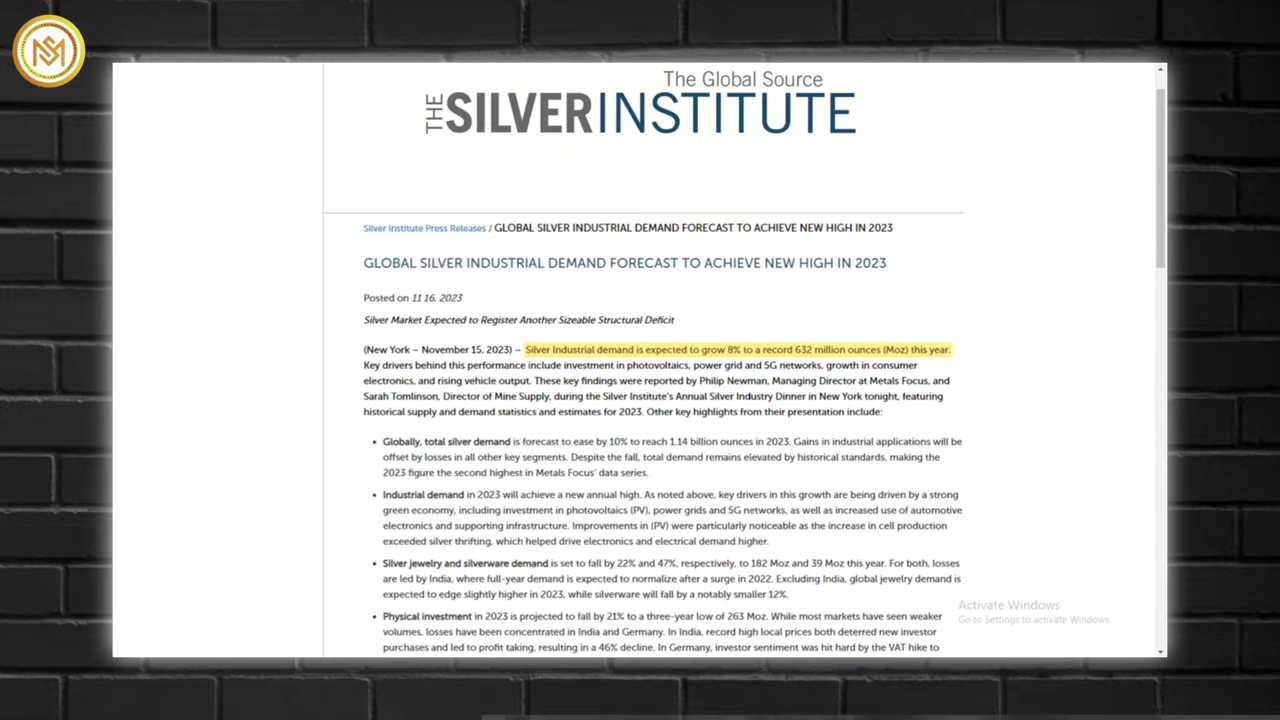 The Global Source
THE SILVER INSTITUTE
Silver Institute Press Releases / GLOBAL SILVER INDUSTRIAL DEMAND FORECAST TO ACHIEVE NEW HIGH IN 2023
GLOBAL SILVER INDUSTRIAL DEMAND FORECAST TO ACHIEVE NEW HIGH IN 2023
Posted on 11 16, 2023
Silver Market Expected to Register Another Sizeable Structural Deficit
(New York – November 15, 2023) – Silver Industrial demand is expected to grow 8% to a record 632 million ounces (Moz) this year.
Key drivers behind this performance include investment in photovoltaics, power grid and 5G networks, growth in consumer
electronics, and rising vehicle output. These key findings were reported by Philip Newman, Managing Director at Metals Focus, and
Sarah Tomlinson, Director of Mine Supply, during the Silver Institute's Annual Silver Industry Dinner in New York tonight, featuring
historical supply and demand statistics and estimates for 2023. Other key highlights from their presentation include:
• Globally, total silver demand is forecast to ease by 10% to reach 1.14 billion ounces in 2023. Gains in industrial applications will be
offset by losses in all other key segments. Despite the fall, total demand remains elevated by historical standards, making the
2023 figure the second highest in Metals Focus' data series.
• Industrial demand in 2023 will achieve a new annual high. As noted above, key drivers in this growth are being driven by a strong
green economy, including investment in photovoltaics (PV), power grids and 5G networks, as well as increased use of automotive
electronics and supporting infrastructure. Improvements in (PV) were particularly noticeable as the increase in cell production
exceeded silver thrifting, which helped drive electronics and electrical demand higher.
• Silver jewelry and silverware demand is set to fall by 22% and 47%, respectively, to 182 Moz and 39 Moz this year. For both, losses
are led by India, where full-year demand is expected to normalize after a surge in 2022. Excluding India, global jewelry demand is
expected to edge slightly higher in 2023, while silverware will fall by a notably smaller 12%.
Activate Windows
Go to Settings to activate Windows.
• Physical investment in 2023 is projected to fall by 21% to a three-year low of 263 Moz. While most markets have seen weaker
volumes, losses have been concentrated in India and Germany. In India, record high local prices both deterred new investor
purchases and led to profit taking, resulting in a 46% decline. In Germany, investor sentiment was hit hard by the VAT hike to